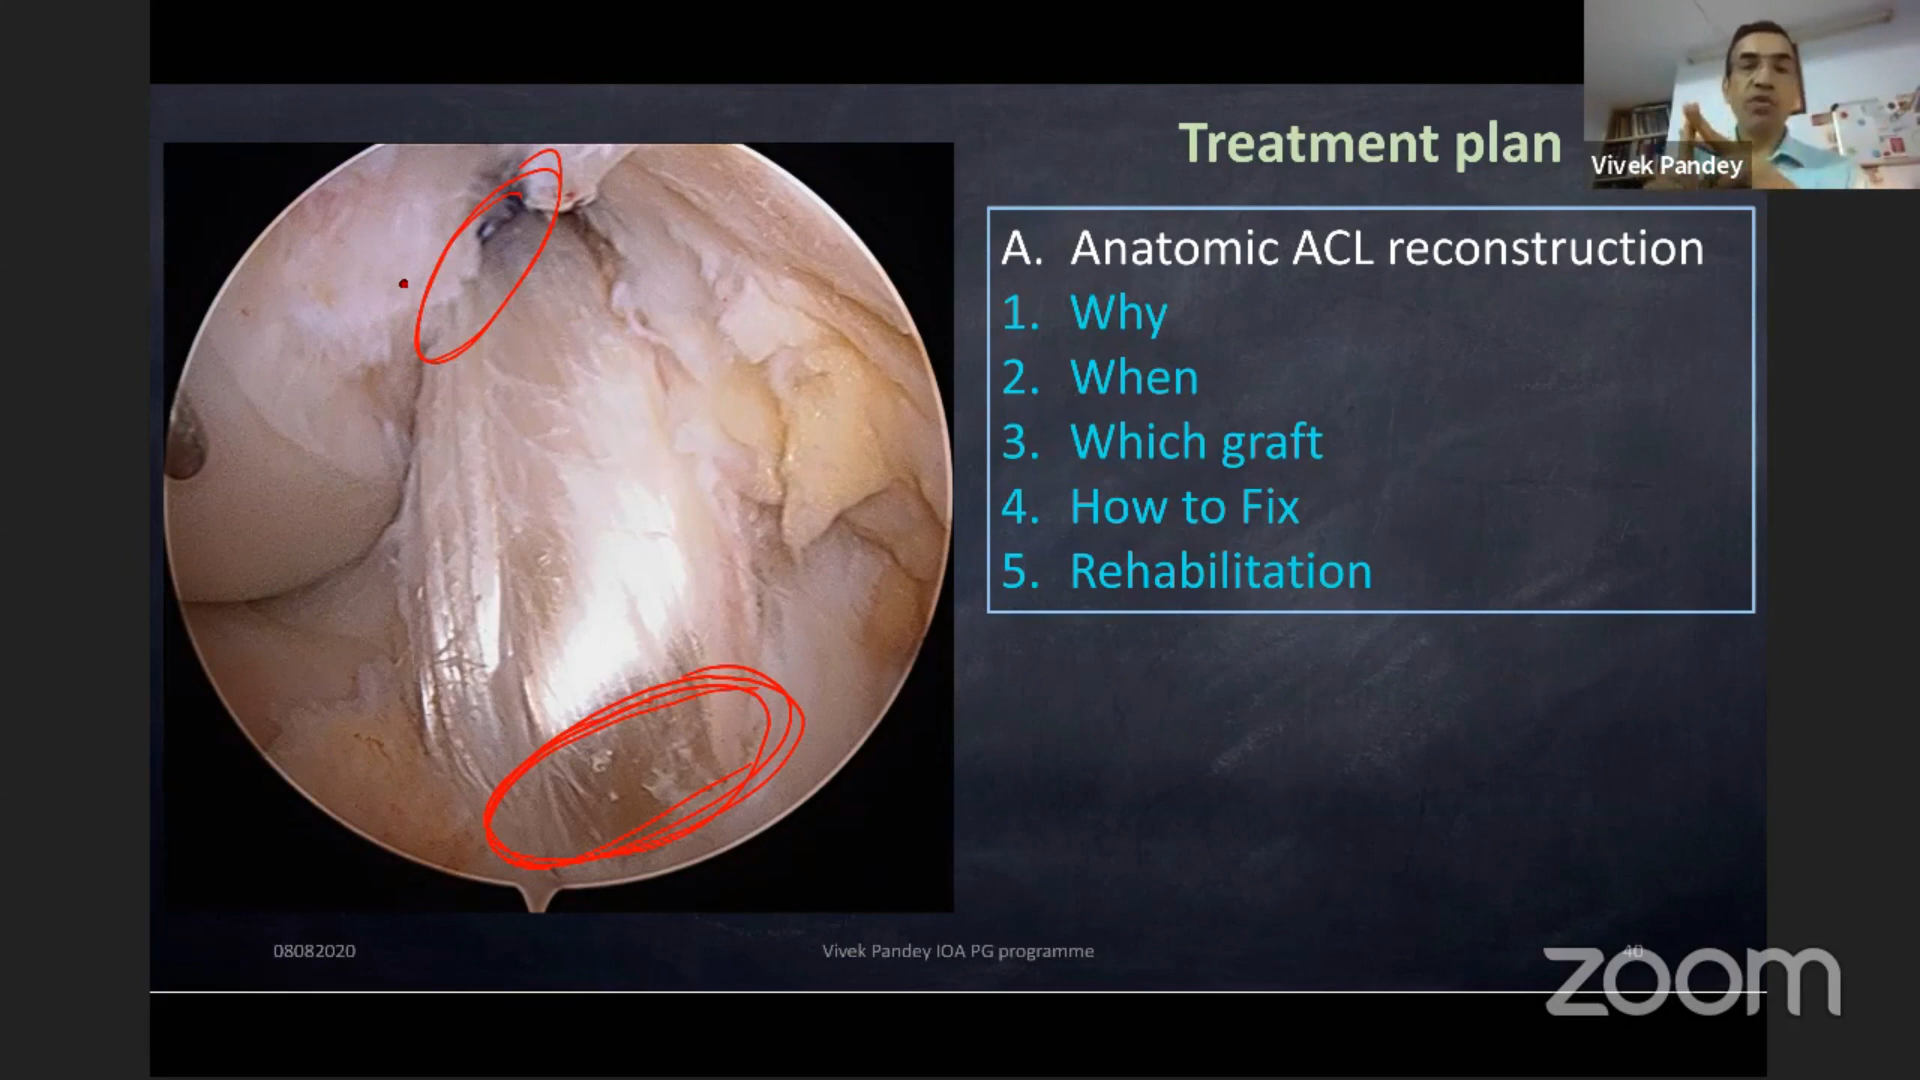 Treatment plan
Vivek Pandey
A. Anatomic ACL reconstruction
1. Why
2. When
3. Which graft
4. How to Fix
5. Rehabilitation
08082020
Vivek Pandey IOA PG programme
40
zoom